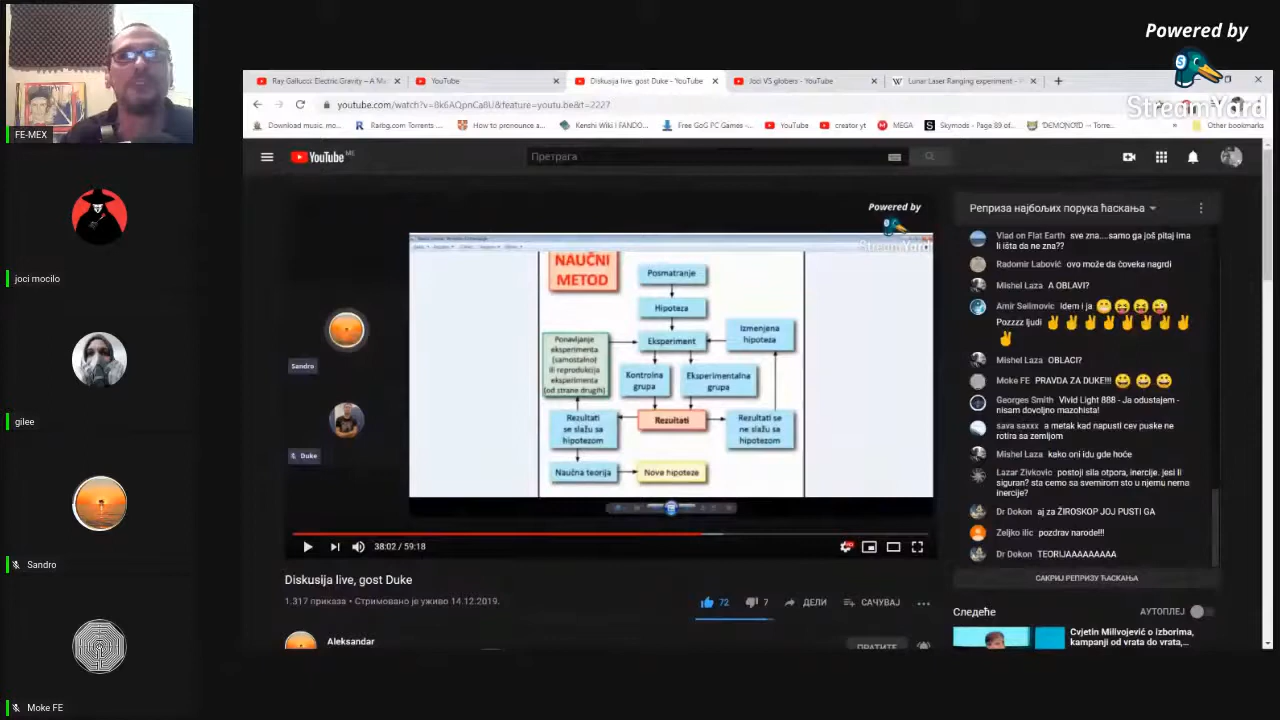 Powered by
StreamYard
FE-MEX
joci mocilo
gilee
Sandro
Moke FE
Ray Gallucci: Electric Gravity – A Ma
YouTube
Diskusija live, gost Duke - YouTube
Joci VS globers - YouTube
Lunar Laser Ranging experiment -
youtube.com/watch?v=8k6AQpnCa8U&feature=youtu.be&t=2227
Download music, mo...
Rarbg.com Torrents...
How to pronounce a...
Kenshi Wiki | FANDO...
Free GoG PC Games -...
YouTube
creator yt
MEGA
Skymods - Page 89 of...
Torre...
Other bookmarks
YouTube ME
Претрага
Powered by
StreamYard
NAUČNI
METOD
Posmatranje
Hipoteza
Eksperiment
Izmenjena
hipoteza
Ponavljanje
eksperimenta
(samostalno)
ili reprodukcija
eksperimenta
(od strane drugih)
Kontrolna
grupa
Eksperimentalna
grupa
Rezultati
se slažu sa
hipotezom
Rezultati
Rezultati se
ne slažu sa
hipotezom
Naučna teorija
Nove hipoteze
Sandro
Duke
38:02 / 59:18
Diskusija live, gost Duke
1.317 приказа • Стримовано је уживо 14.12.2019.
72
7
ДЕЛИ
САЧУВАЈ
Aleksandar
ПРАТИТЕ
Реприза најбољих порука ћаскања
Vlad on Flat Earth sve zna....samo ga još pitaj ima
li išta da ne zna??
Radomir Labović ovo može da čoveka nagrdi
Mishel Laza A OBLAVI?
Amir Selimovic Idem i ja 😁😝😝😜
Pozzzz ljudi ✌✌✌✌✌✌✌✌
✌
Mishel Laza OBLACI?
Moke FE PRAVDA ZA DUKE!!! 😀 😀 😀
Georges Smith Vivid Light 888 - Ja odustajem -
nisam dovoljno mazohista!
sava saxxx a metak kad napusti cev puske ne
rotira sa zemljom
Mishel Laza kako oni idu gde hoće
Lazar Zivkovic postoji sila otpora, inercije. jesi li
siguran? sta cemo sa svemirom sto u njemu nema
inercije?
Dr Dokon aj za ŽIROSKOP JOJ PUSTI GA
Zeljko ilic pozdrav narode!!!
Dr Dokon TEORIJAAAAAAAA
САКРИЈ РЕПРИЗУ ЋАСКАЊА
Следеће
АУТОПЛЕЈ
Cvjetin Milivojević o izborima,
kampanji od vrata do vrata,...